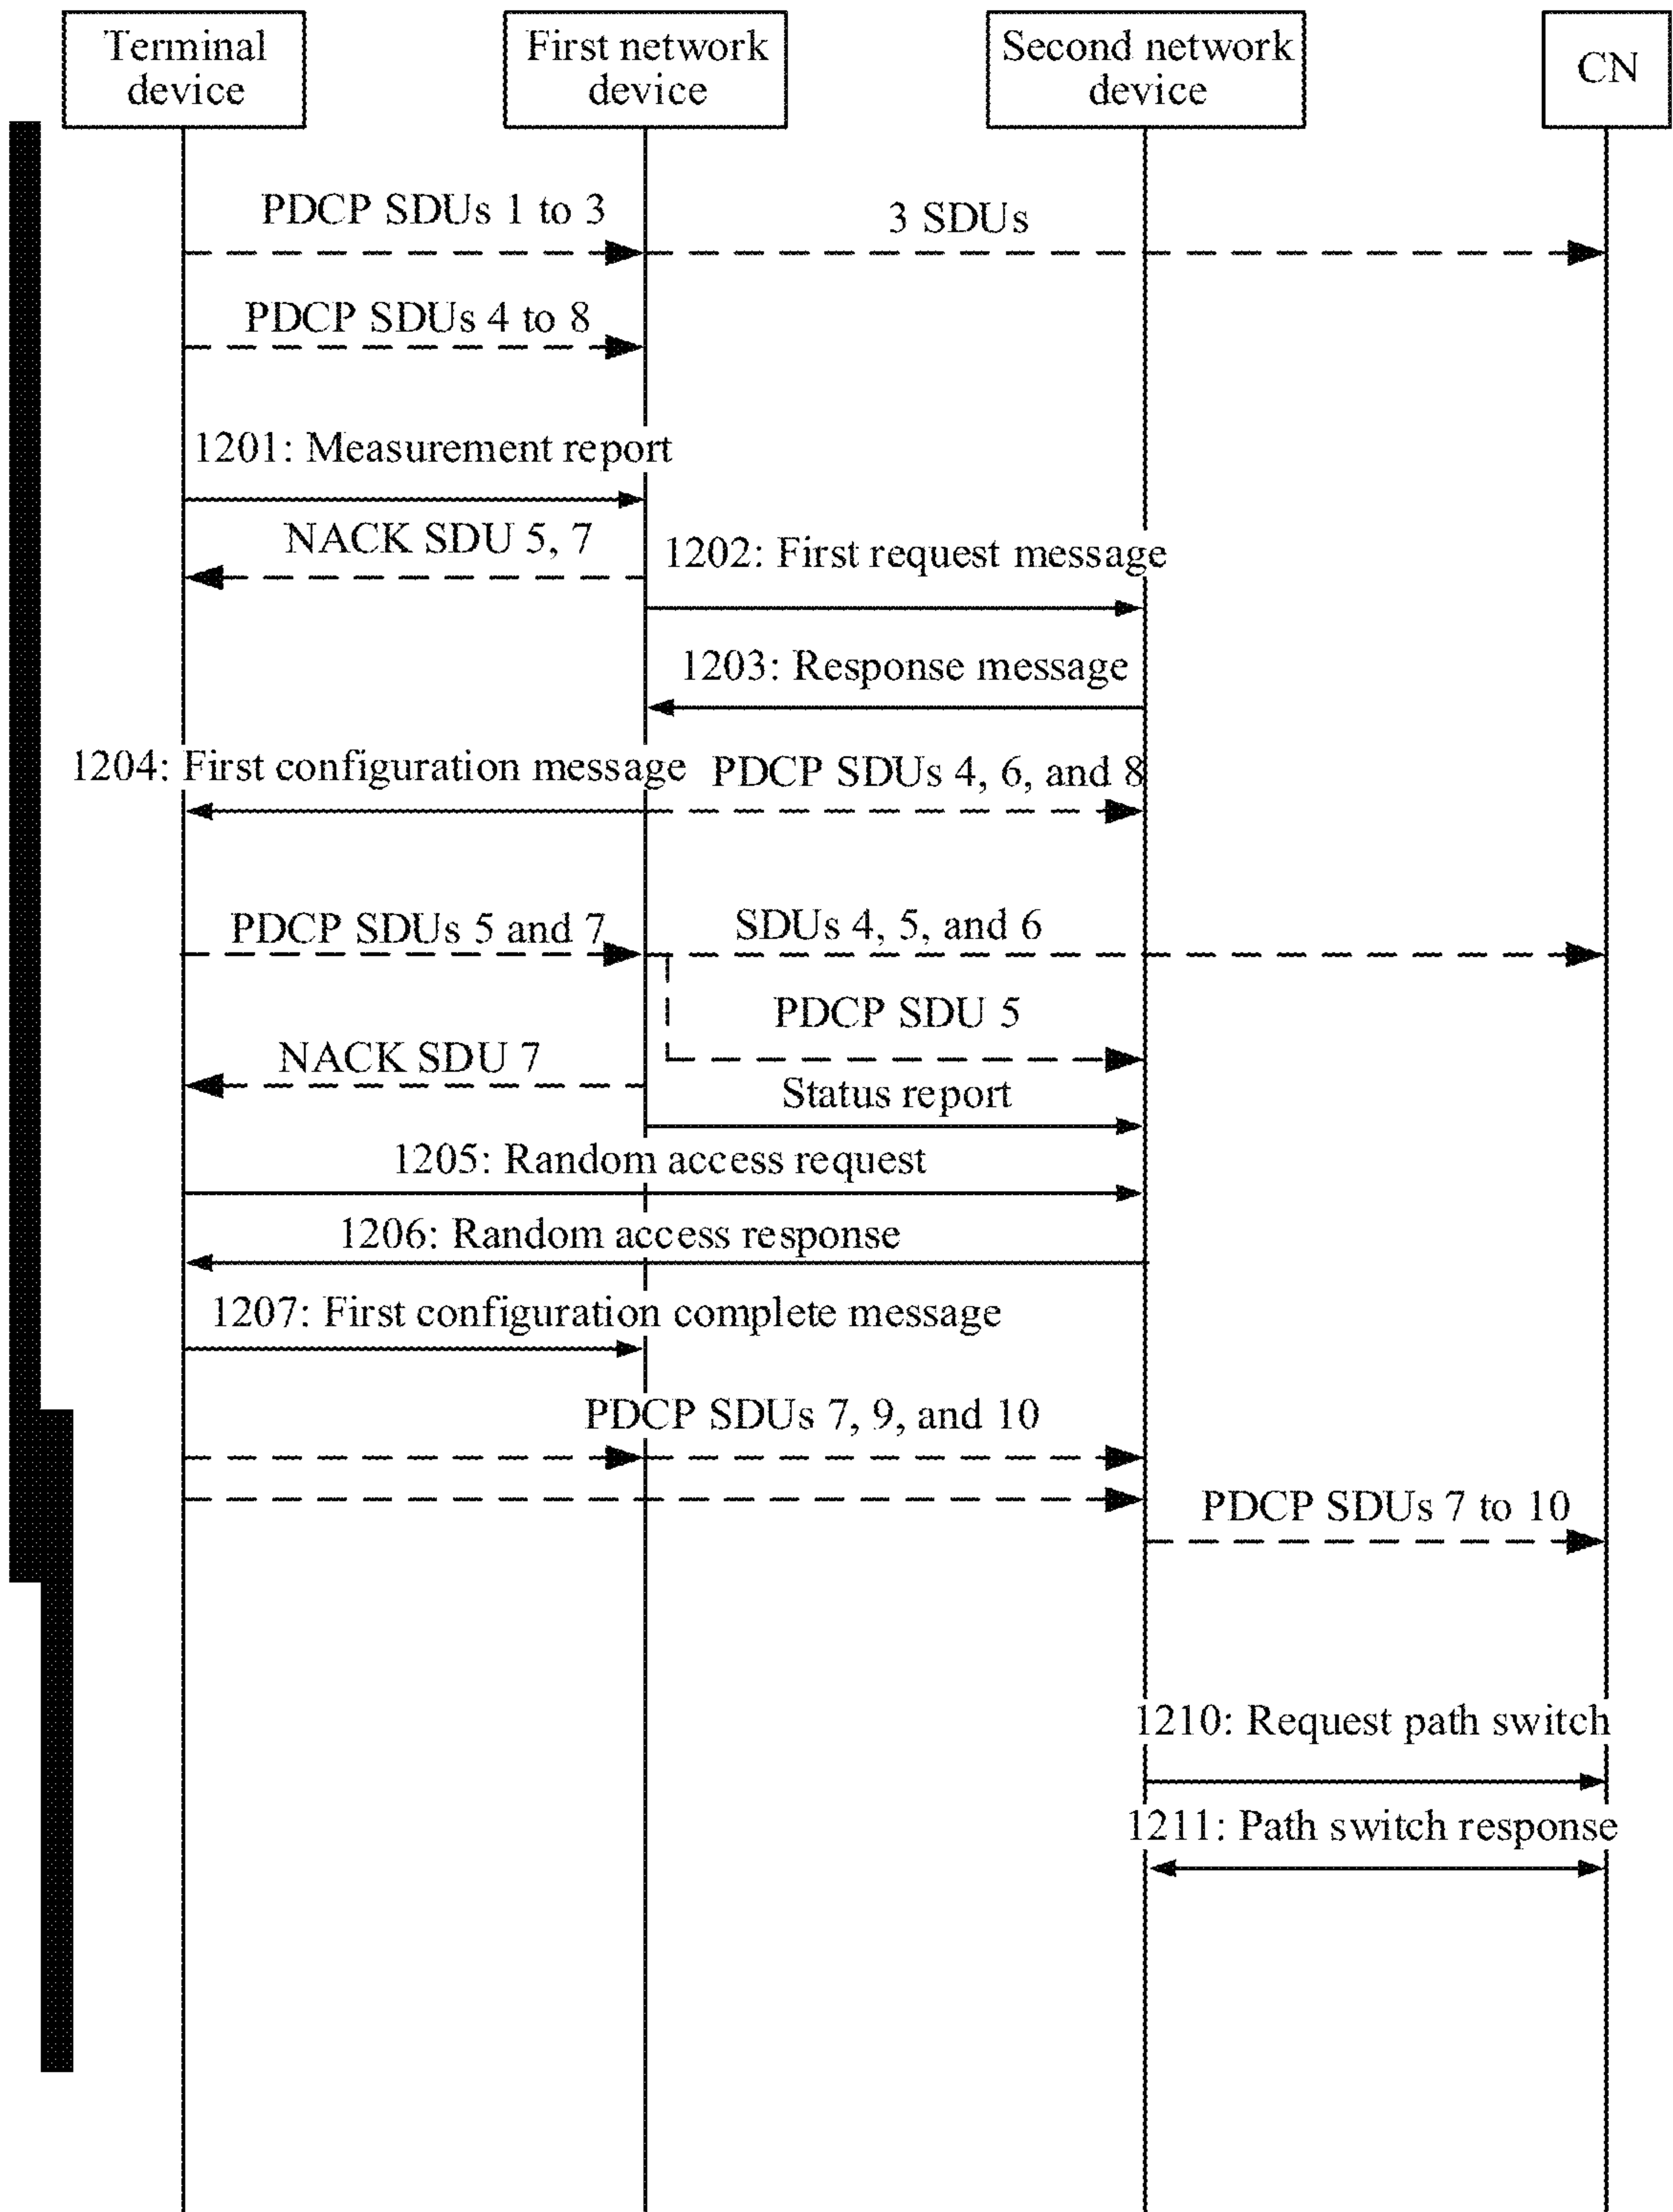 Terminal
device
First network
device
Second network
device
CN
PDCP SDUs 1 to 3
3 SDUs
PDCP SDUs 4 to 8
1201: Measurement report
NACK SDU 5, 7
1202: First request message
1203: Response message
1204: First configuration message
PDCP SDUs 4, 6, and 8
PDCP SDUs 5 and 7
SDUs 4, 5, and 6
PDCP SDU 5
NACK SDU 7
Status report
1205: Random access request
1206: Random access response
1207: First configuration complete message
PDCP SDUs 7, 9, and 10
PDCP SDUs 7 to 10
1210: Request path switch
1211: Path switch response